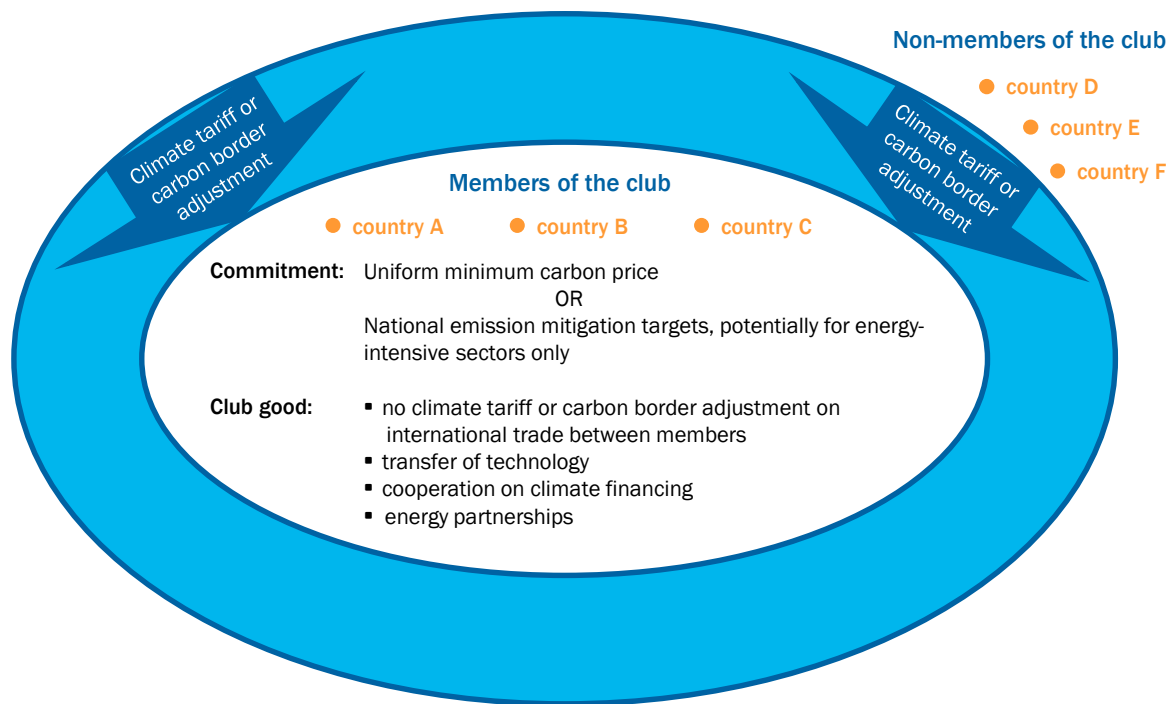 Non-members of the club
country D
country E
country F
Climate tariff or
carbon border
adjustment
Climate tariff or
carbon border
adjustment
Members of the club
country A country B country C
Commitment: Uniform minimum carbon price
OR
National emission mitigation targets, potentially for energy-
intensive sectors only
Club good: ▪ no climate tariff or carbon border adjustment on
international trade between members
▪ transfer of technology
▪ cooperation on climate financing
▪ energy partnerships